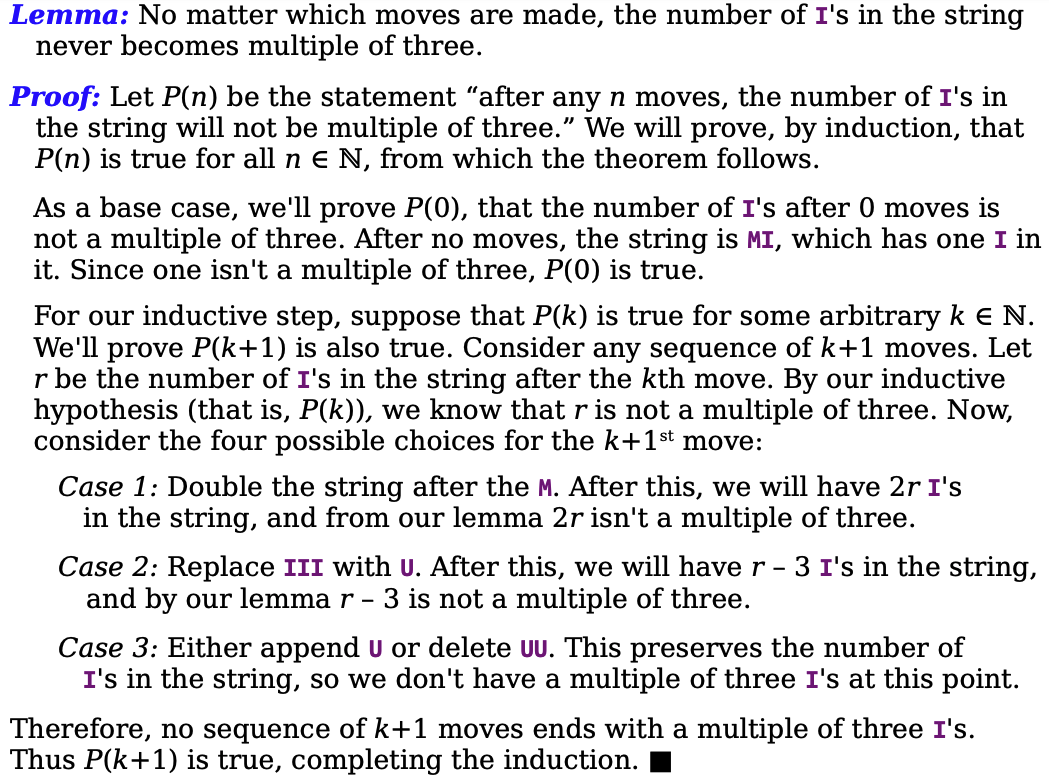 Lemma: No matter which moves are made, the number of I's in the string
never becomes multiple of three.
Proof: Let P(n) be the statement “after any n moves, the number of I's in
the string will not be multiple of three.” We will prove, by induction, that
P(n) is true for all n ∈ ℕ, from which the theorem follows.
As a base case, we'll prove P(0), that the number of I's after 0 moves is
not a multiple of three. After no moves, the string is MI, which has one I in
it. Since one isn't a multiple of three, P(0) is true.
For our inductive step, suppose that P(k) is true for some arbitrary k ∈ ℕ.
We'll prove P(k+1) is also true. Consider any sequence of k+1 moves. Let
r be the number of I's in the string after the kth move. By our inductive
hypothesis (that is, P(k)), we know that r is not a multiple of three. Now,
consider the four possible choices for the k+1st move:
Case 1: Double the string after the M. After this, we will have 2r I's
in the string, and from our lemma 2r isn't a multiple of three.
Case 2: Replace III with U. After this, we will have r – 3 I's in the string,
and by our lemma r – 3 is not a multiple of three.
Case 3: Either append U or delete UU. This preserves the number of
I's in the string, so we don't have a multiple of three I's at this point.
Therefore, no sequence of k+1 moves ends with a multiple of three I's.
Thus P(k+1) is true, completing the induction. ■